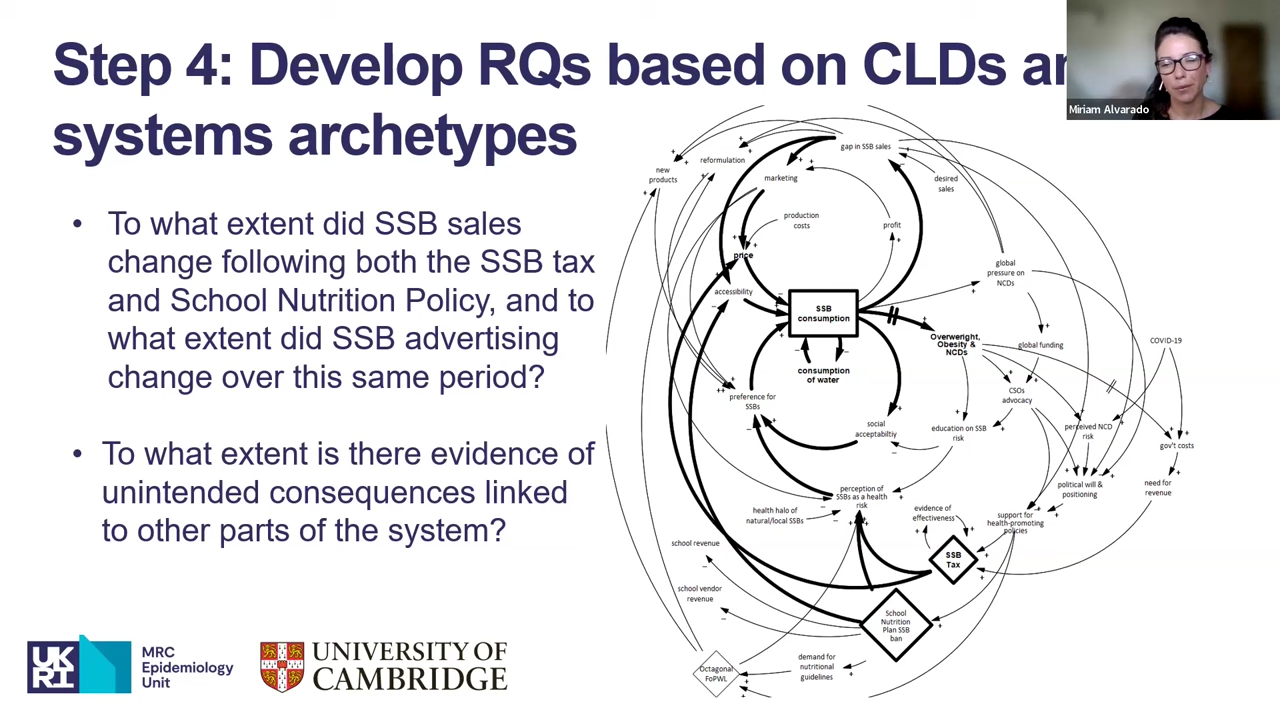 Step 4: Develop RQs based on CLDs
systems archetypes
Miriam Alvarado
• To what extent did SSB sales
change following both the SSB tax
and School Nutrition Policy, and to
what extent did SSB advertising
change over this same period?
• To what extent is there evidence of
unintended consequences linked
to other parts of the system?
gap in SSB sales
reformulation
new
products
marketing
desired
sales
production
costs
profit
price
accessibility
global
pressure on
NCDs
SSB
consumption
Overweight,
Obesity &
NCDs
global funding
COVID-19
consumption
of water
CSOs
advocacy
preference for
SSBs
social
acceptabiltiy
education on SSB
risk
perceived NCD
risk
gov't costs
political will &
positioning
need for
revenue
perception of
SSBs as a health
risk
health halo of
natural/local SSBs
evidence of
effectiveness
support for
health-promoting
policies
school revenue
SSB
Tax
school vendor
revenue
School
Nutrition
Plan SSB
ban
Octagonal
FoPWL
demand for
nutritional
guidelines
UK
RI
MRC
Epidemiology
Unit
UNIVERSITY OF
CAMBRIDGE